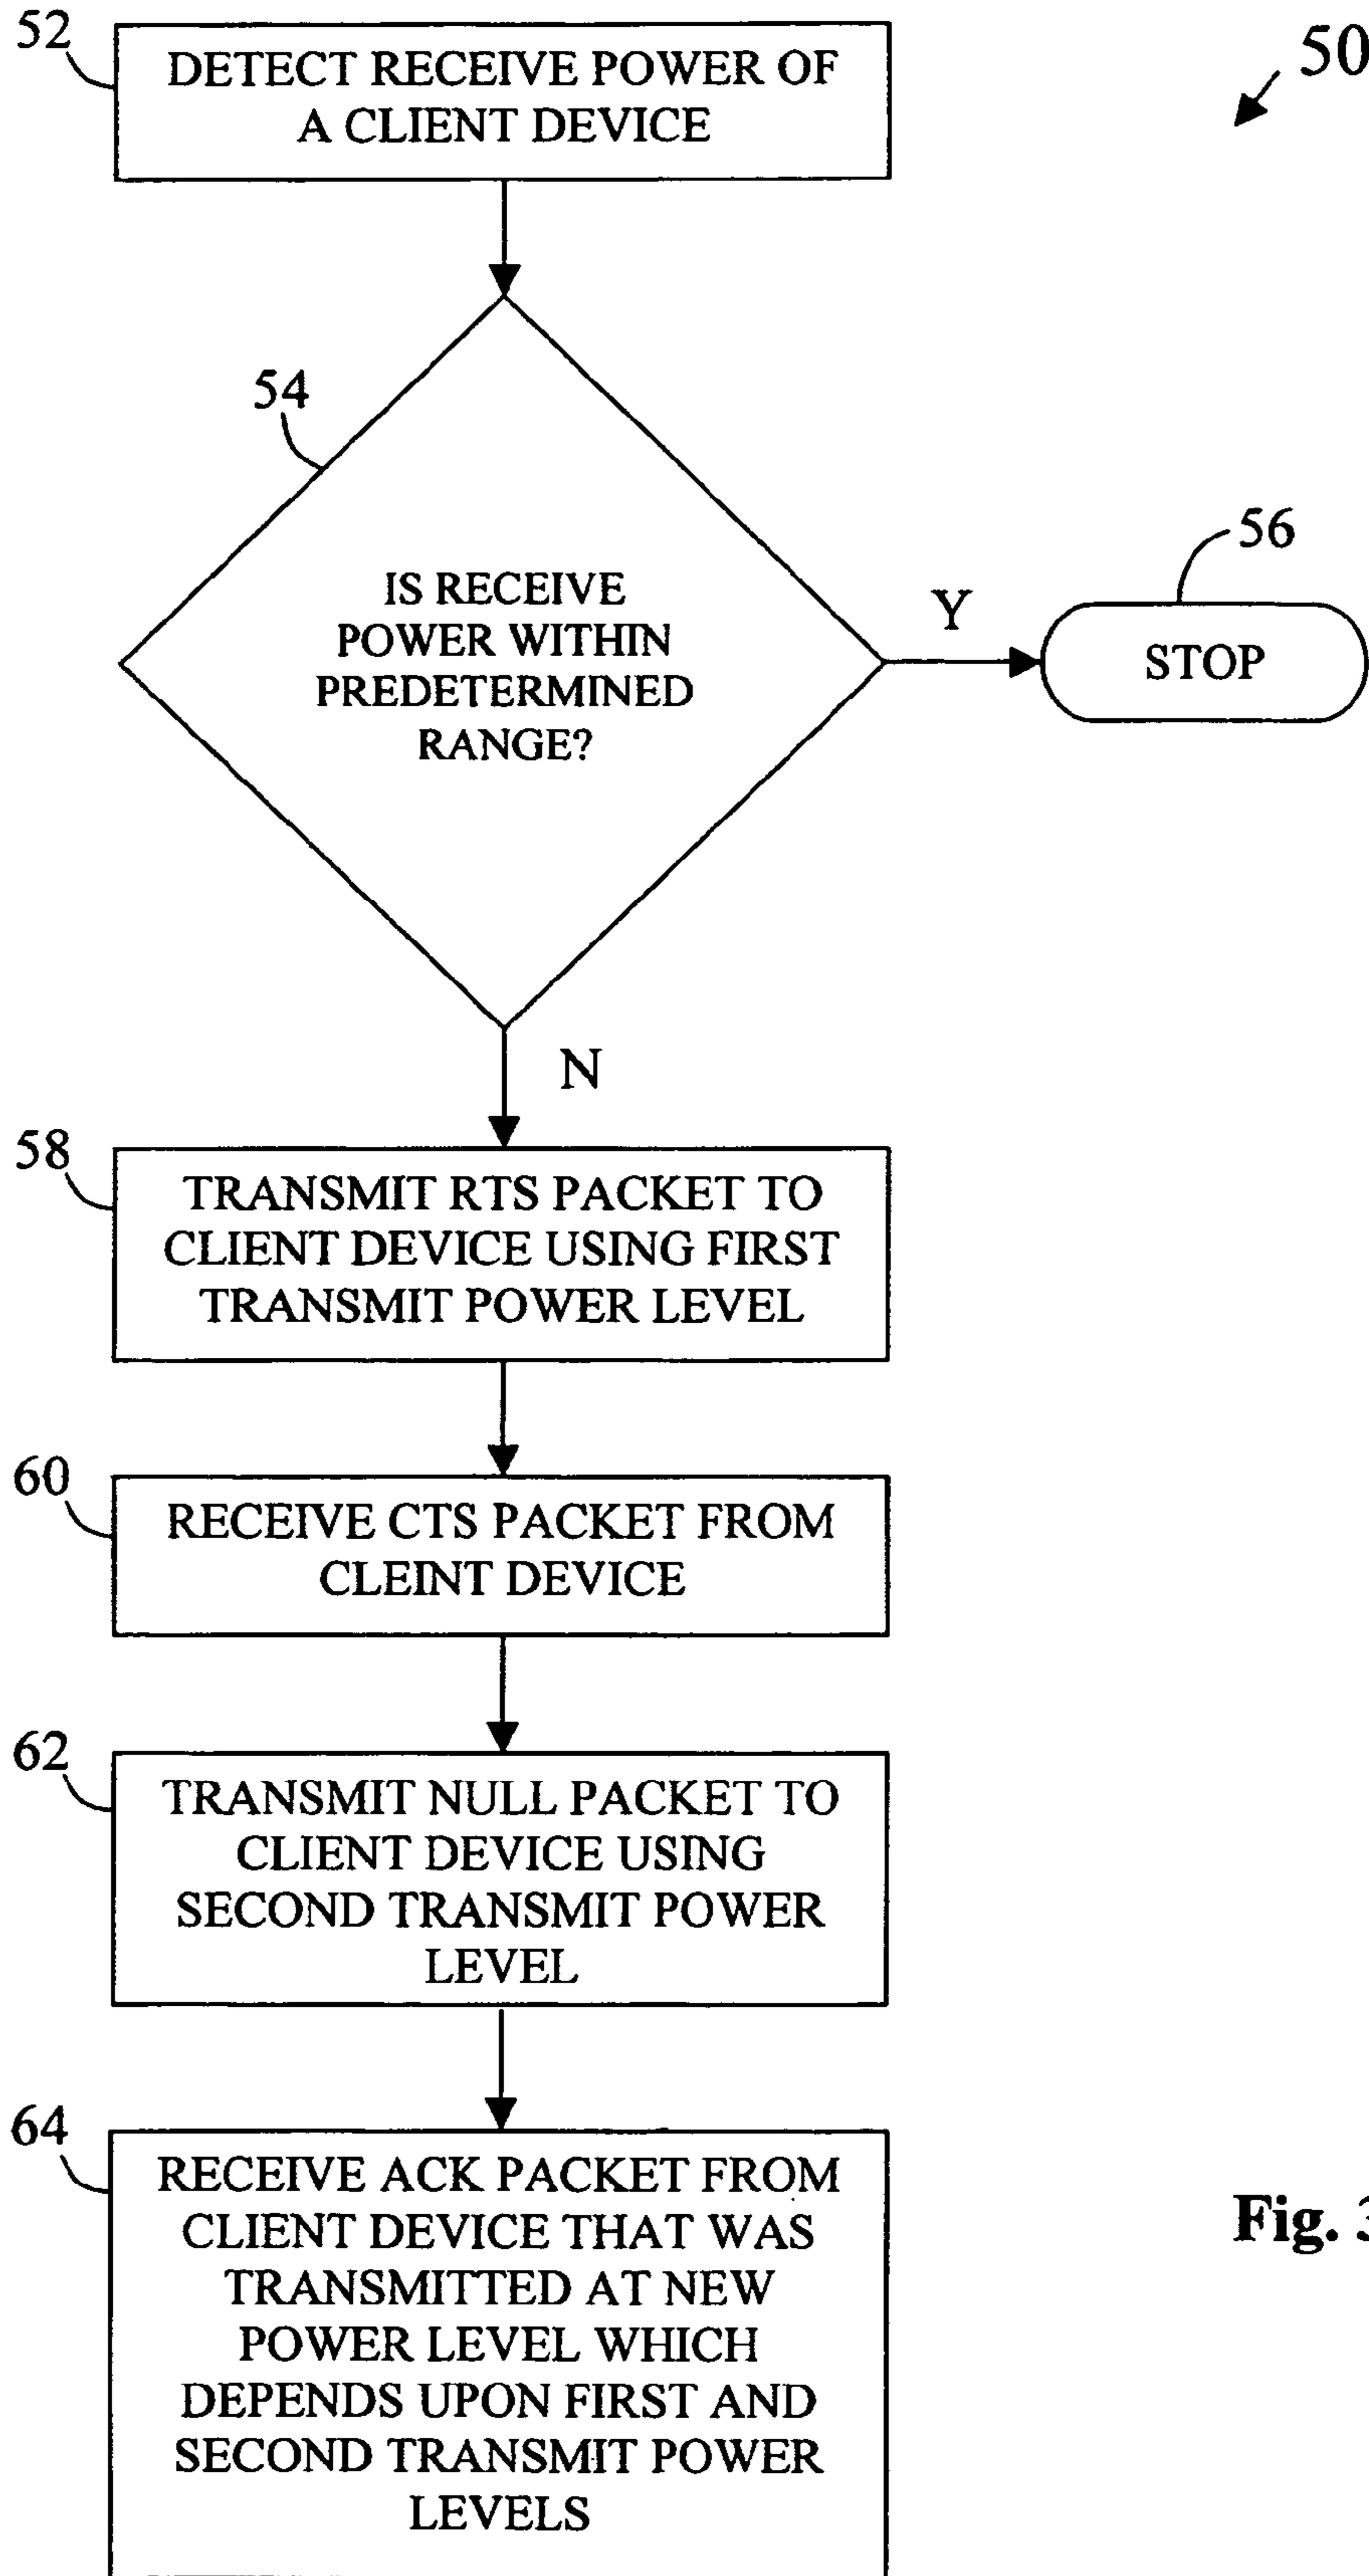 52
DETECT RECEIVE POWER OF
A CLIENT DEVICE
50
54
IS RECEIVE
POWER WITHIN
PREDETERMINED
RANGE?
Y
56
STOP
N
58
TRANSMIT RTS PACKET TO
CLIENT DEVICE USING FIRST
TRANSMIT POWER LEVEL
60
RECEIVE CTS PACKET FROM
CLEINT DEVICE
62
TRANSMIT NULL PACKET TO
CLIENT DEVICE USING
SECOND TRANSMIT POWER
LEVEL
64
RECEIVE ACK PACKET FROM
CLIENT DEVICE THAT WAS
TRANSMITTED AT NEW
POWER LEVEL WHICH
DEPENDS UPON FIRST AND
SECOND TRANSMIT POWER
LEVELS
Fig. 3